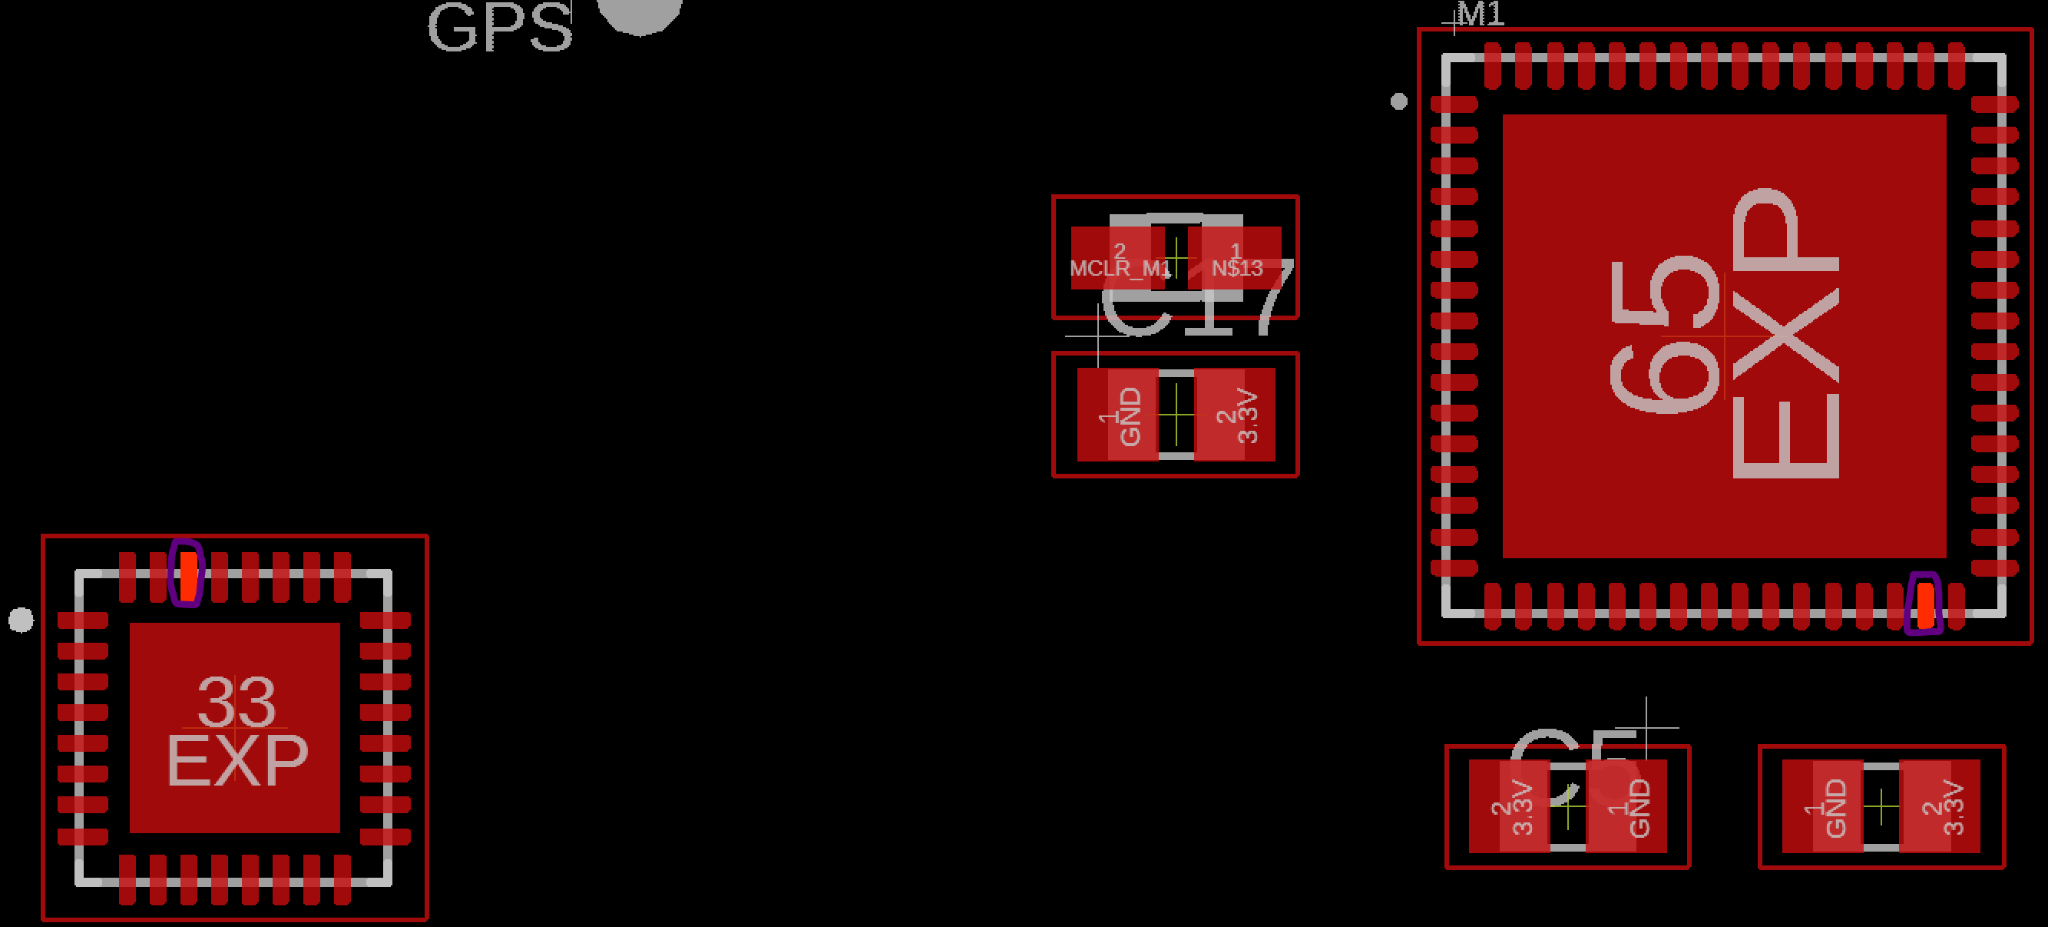 GPS
M1
2
MCLR_M1
1
N$13
C17
1
GND
2
3.3V
65
EXP
33
EXP
C5
2
3.3V
1
GND
1
GND
2
3.3V